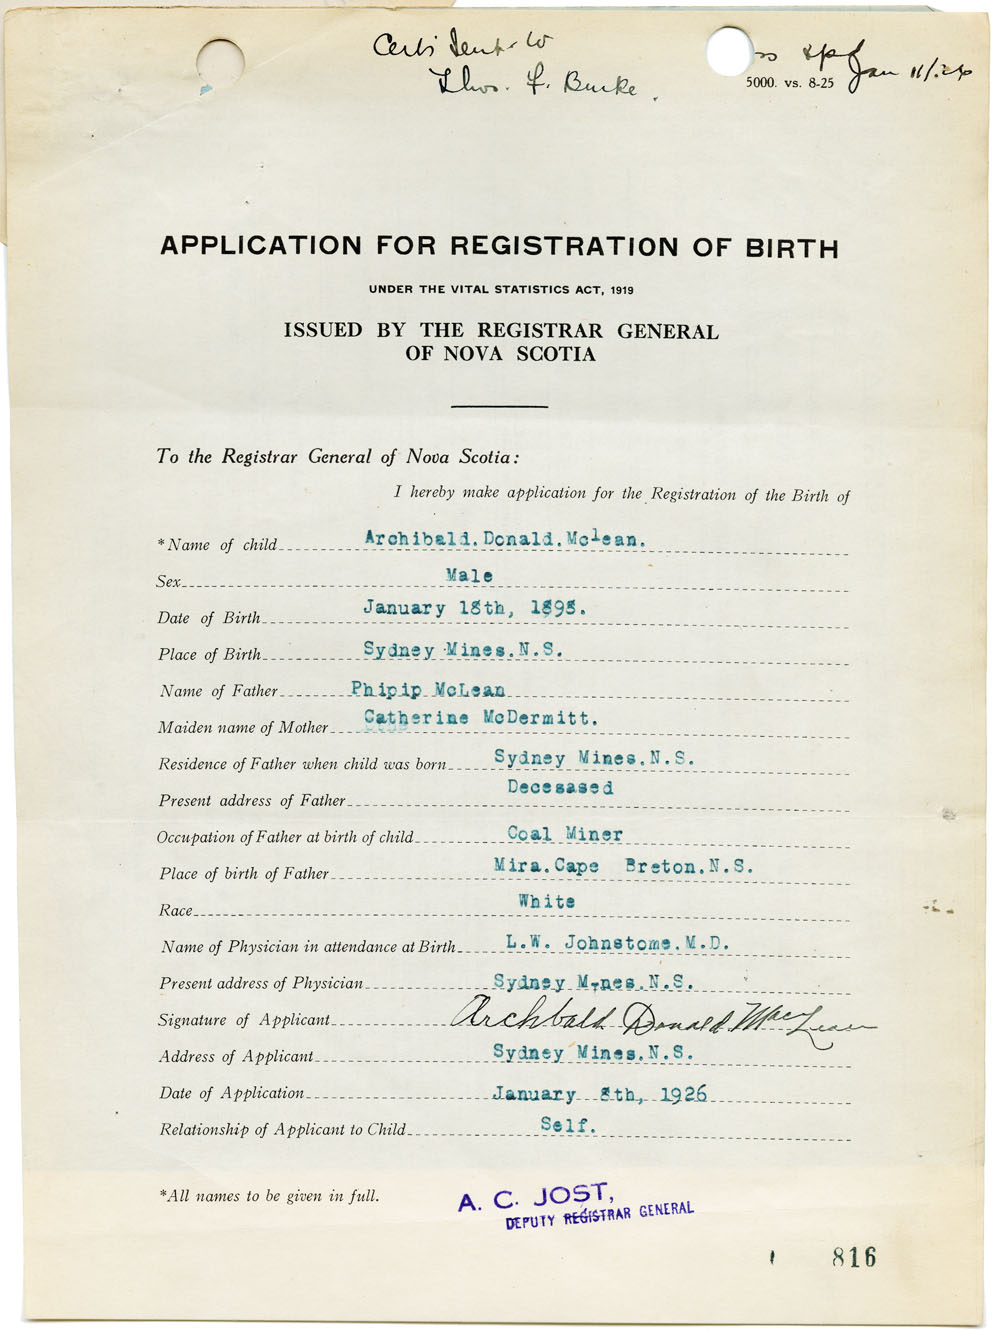 Thos. F. Burke.
5000. vs. 8-25 Jan 11/26
APPLICATION FOR REGISTRATION OF BIRTH
UNDER THE VITAL STATISTICS ACT, 1919
ISSUED BY THE REGISTRAR GENERAL
OF NOVA SCOTIA
To the Registrar General of Nova Scotia:
I hereby make application for the Registration of the Birth of
*Name of child Archibald.Donald.Mclean.
Sex Male
Date of Birth January 18th, 1895.
Place of Birth Sydney Mines.N.S.
Name of Father Phipip McLean
Maiden name of Mother Catherine McDermitt.
Residence of Father when child was born Sydney Mines.N.S.
Present address of Father Deceased
Occupation of Father at birth of child Coal Miner
Place of birth of Father Mira.Cape Breton.N.S.
Race White
Name of Physician in attendance at Birth L.W. Johnstome.M.D.
Present address of Physician Sydney M-nes.N.S.
Signature of Applicant Archbald Donald MacLean
Address of Applicant Sydney Mines.N.S.
Date of Application January 8th, 1926
Relationship of Applicant to Child Self.
*All names to be given in full.
A. C. JOST,
DEPUTY REGISTRAR GENERAL
816